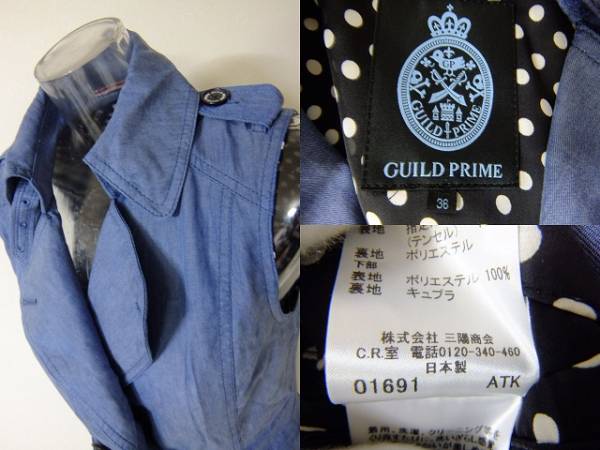 GP
GUILD PRIME
GUILD PRIME
36
表地
(テンセル)
裏地 ポリエステル
下部
表地 ポリエステル 100%
裏地 キュプラ
株式会社 三陽商会
C.R.室 電話0120-340-460
日本製
01691 ATK